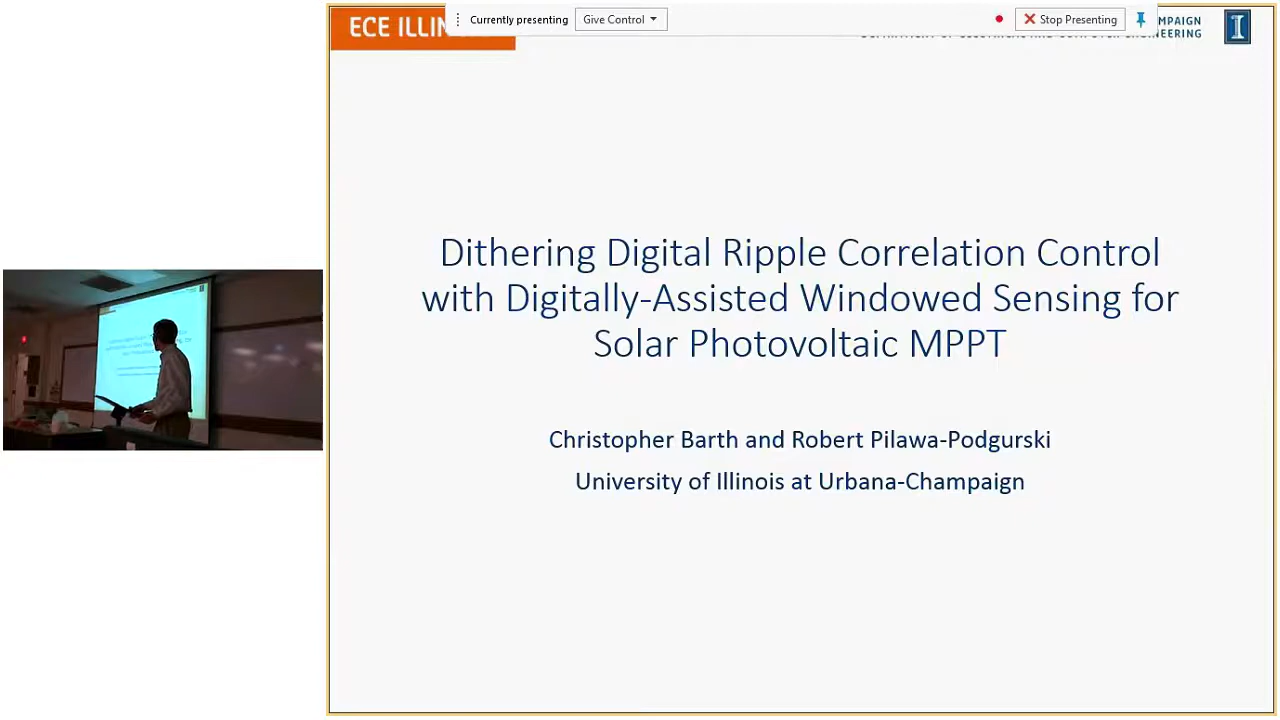 ECE ILLIN
Currently presenting
Give Control
Stop Presenting
MPAIGN
Dithering Digital Ripple Correlation Control
with Digitally-Assisted Windowed Sensing for
Solar Photovoltaic MPPT
Christopher Barth and Robert Pilawa-Podgurski
University of Illinois at Urbana-Champaign